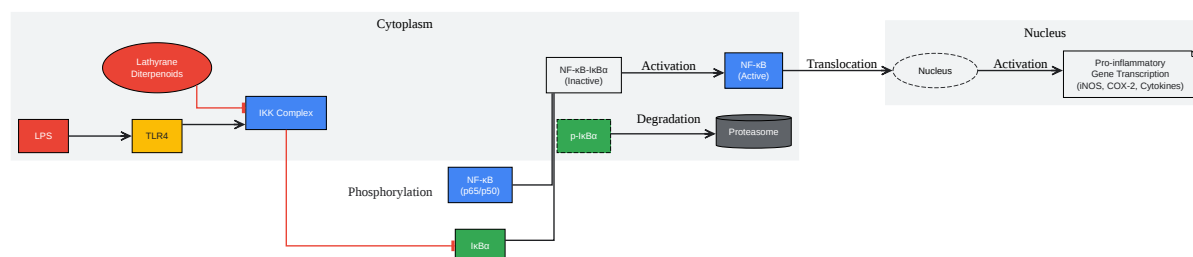 Cytoplasm
Nucleus
Lathyrane
Diterpenoids
NF-κB-IκBα
(Inactive)
Activation
NF-κB
(Active)
Translocation
Nucleus
Activation
Pro-inflammatory
Gene Transcription
(iNOS, COX-2, Cytokines)
IKK Complex
LPS
TLR4
p-IκBα
Degradation
Proteasome
Phosphorylation
NF-κB
(p65/p50)
IκBα